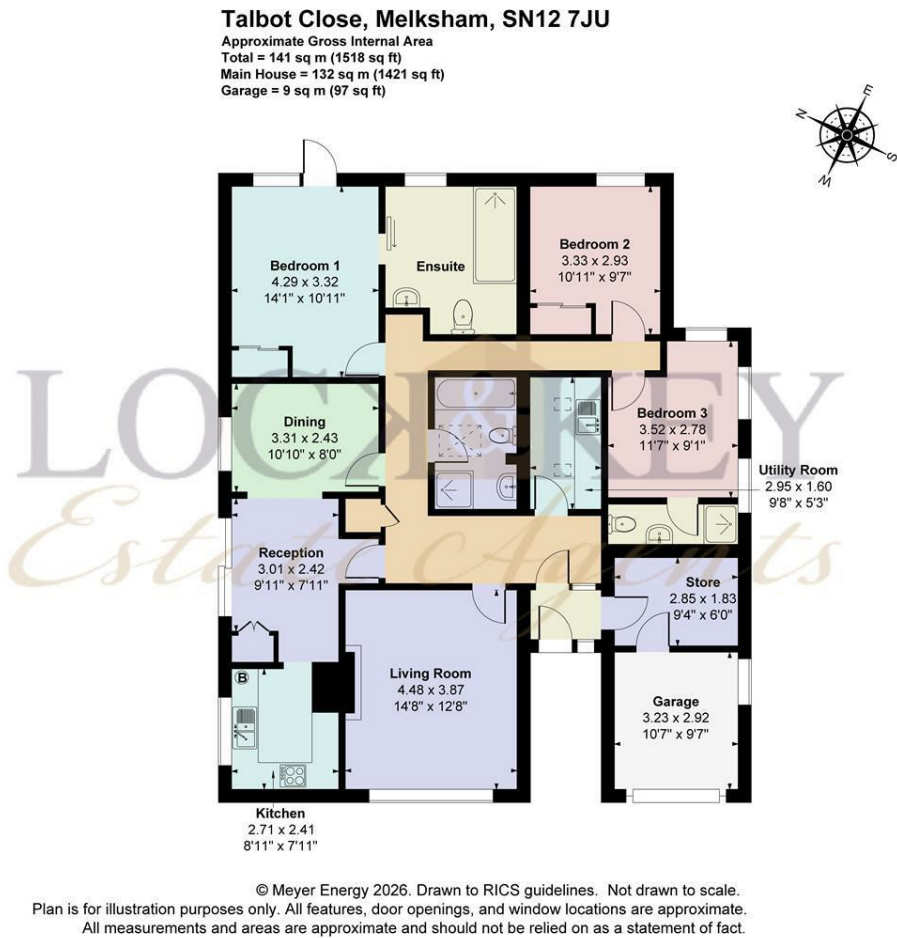 Talbot Close, Melksham, SN12 7JU
Approximate Gross Internal Area
Total = 141 sq m (1518 sq ft)
Main House = 132 sq m (1421 sq ft)
Garage = 9 sq m (97 sq ft)
N
E
S
W
Bedroom 1
4.29 x 3.32
14'1" x 10'11"
Ensuite
Bedroom 2
3.33 x 2.93
10'11" x 9'7"
LOCK & KEY
Estate Agents
Dining
3.31 x 2.43
10'10" x 8'0"
Bedroom 3
3.52 x 2.78
11'7" x 9'1"
Utility Room
2.95 x 1.60
9'8" x 5'3"
Reception
3.01 x 2.42
9'11" x 7'11"
Store
2.85 x 1.83
9'4" x 6'0"
B
Living Room
4.48 x 3.87
14'8" x 12'8"
Garage
3.23 x 2.92
10'7" x 9'7"
Kitchen
2.71 x 2.41
8'11" x 7'11"
© Meyer Energy 2026. Drawn to RICS guidelines. Not drawn to scale.
Plan is for illustration purposes only. All features, door openings, and window locations are approximate.
All measurements and areas are approximate and should not be relied on as a statement of fact.